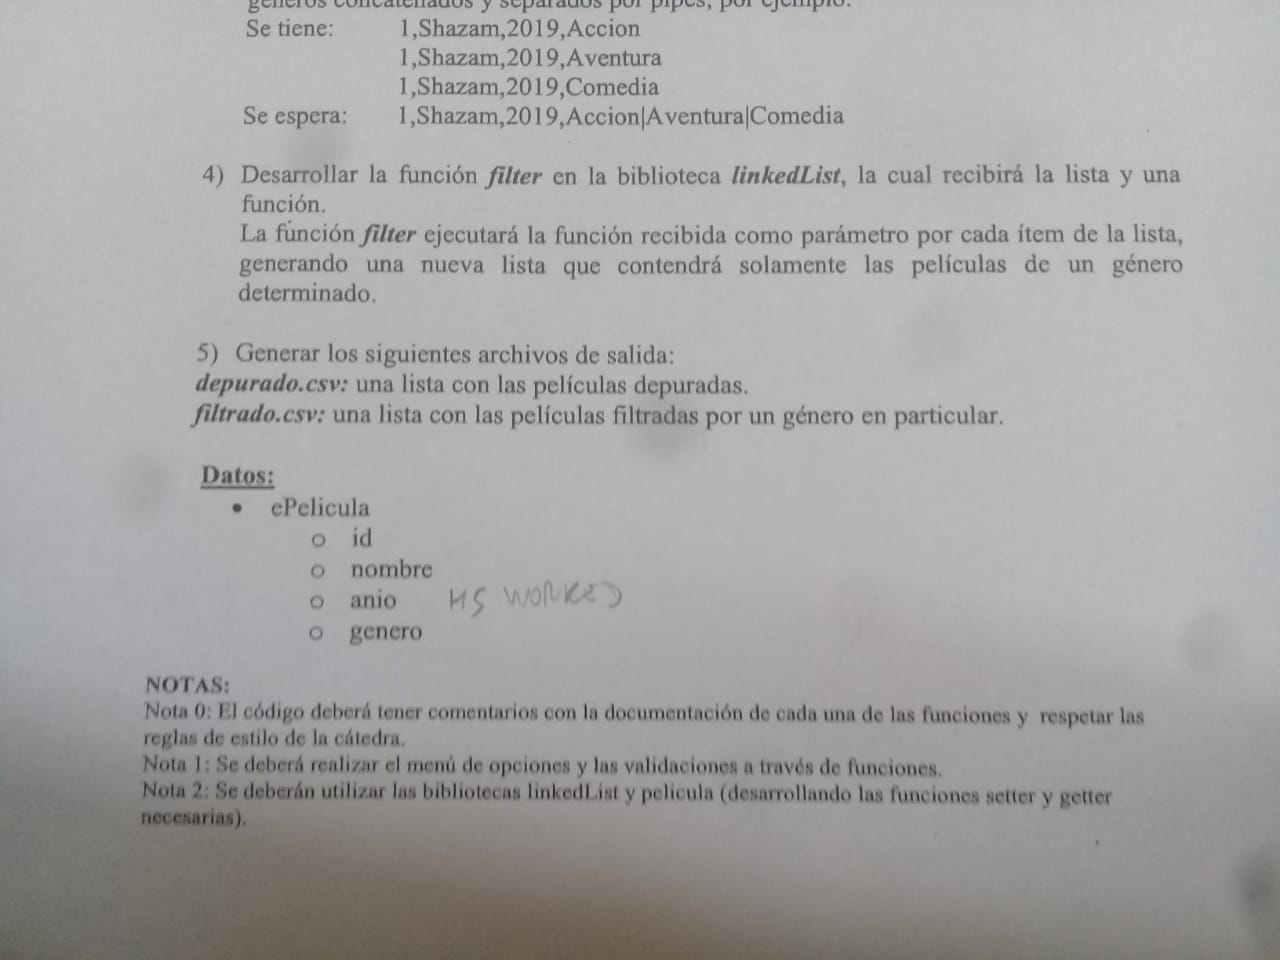 géneros concatenados y separados por pipes, por ejemplo:
Se tiene: 1,Shazam,2019,Accion
1,Shazam,2019,Aventura
1,Shazam,2019,Comedia
Se espera: 1,Shazam,2019,Accion|Aventura|Comedia
4) Desarrollar la función filter en la biblioteca linkedList, la cual recibirá la lista y una
función.
La función filter ejecutará la función recibida como parámetro por cada ítem de la lista,
generando una nueva lista que contendrá solamente las películas de un género
determinado.
5) Generar los siguientes archivos de salida:
depurado.csv: una lista con las películas depuradas.
filtrado.csv: una lista con las películas filtradas por un género en particular.
Datos:
• ePelicula
o id
o nombre
o anio HS WORKED
o genero
NOTAS:
Nota 0: El código deberá tener comentarios con la documentación de cada una de las funciones y respetar las
reglas de estilo de la cátedra.
Nota 1: Se deberá realizar el menú de opciones y las validaciones a través de funciones.
Nota 2: Se deberán utilizar las bibliotecas linkedList y pelicula (desarrollando las funciones setter y getter
necesarias).